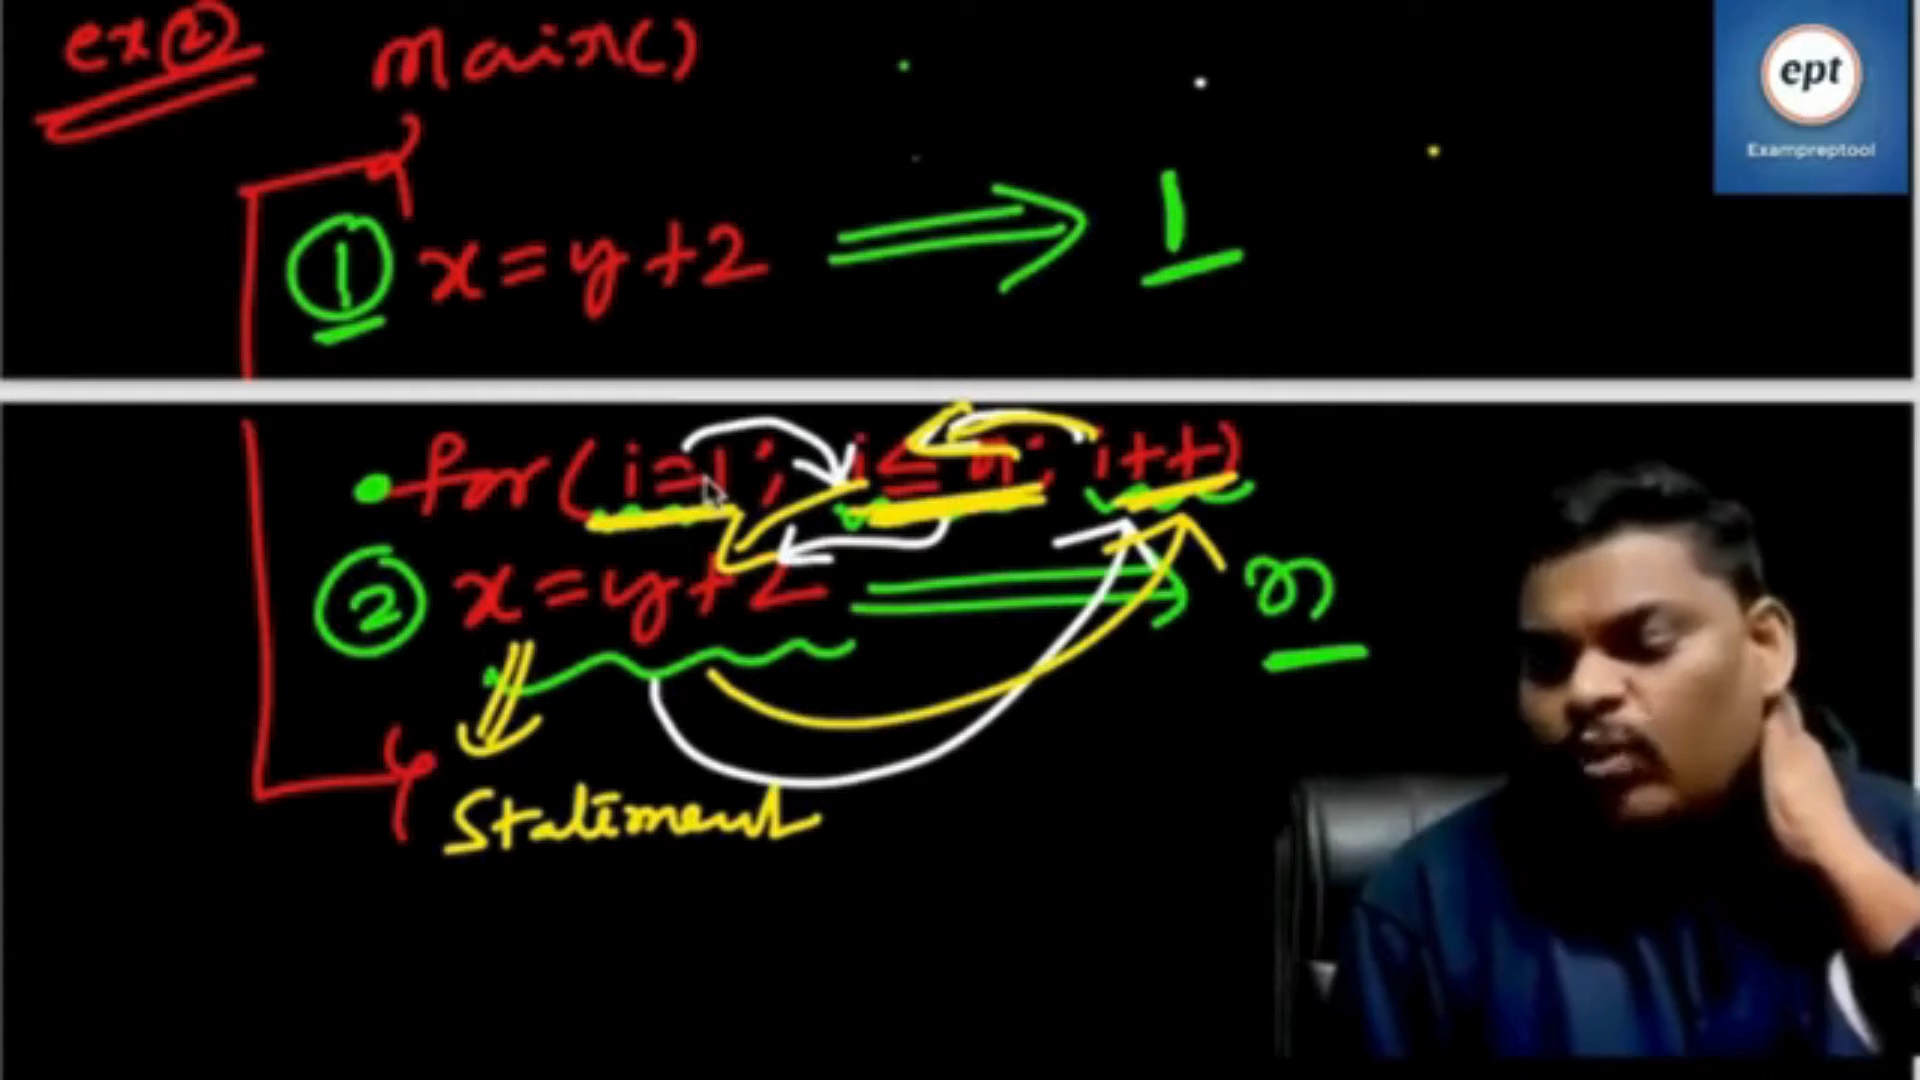 ex②
main()
{
① x=y+2 ⇒ 1
for(i=1; i≤n; i++)
② x=y+2 ⇒ n
}
Statement
ept
Exampreptool